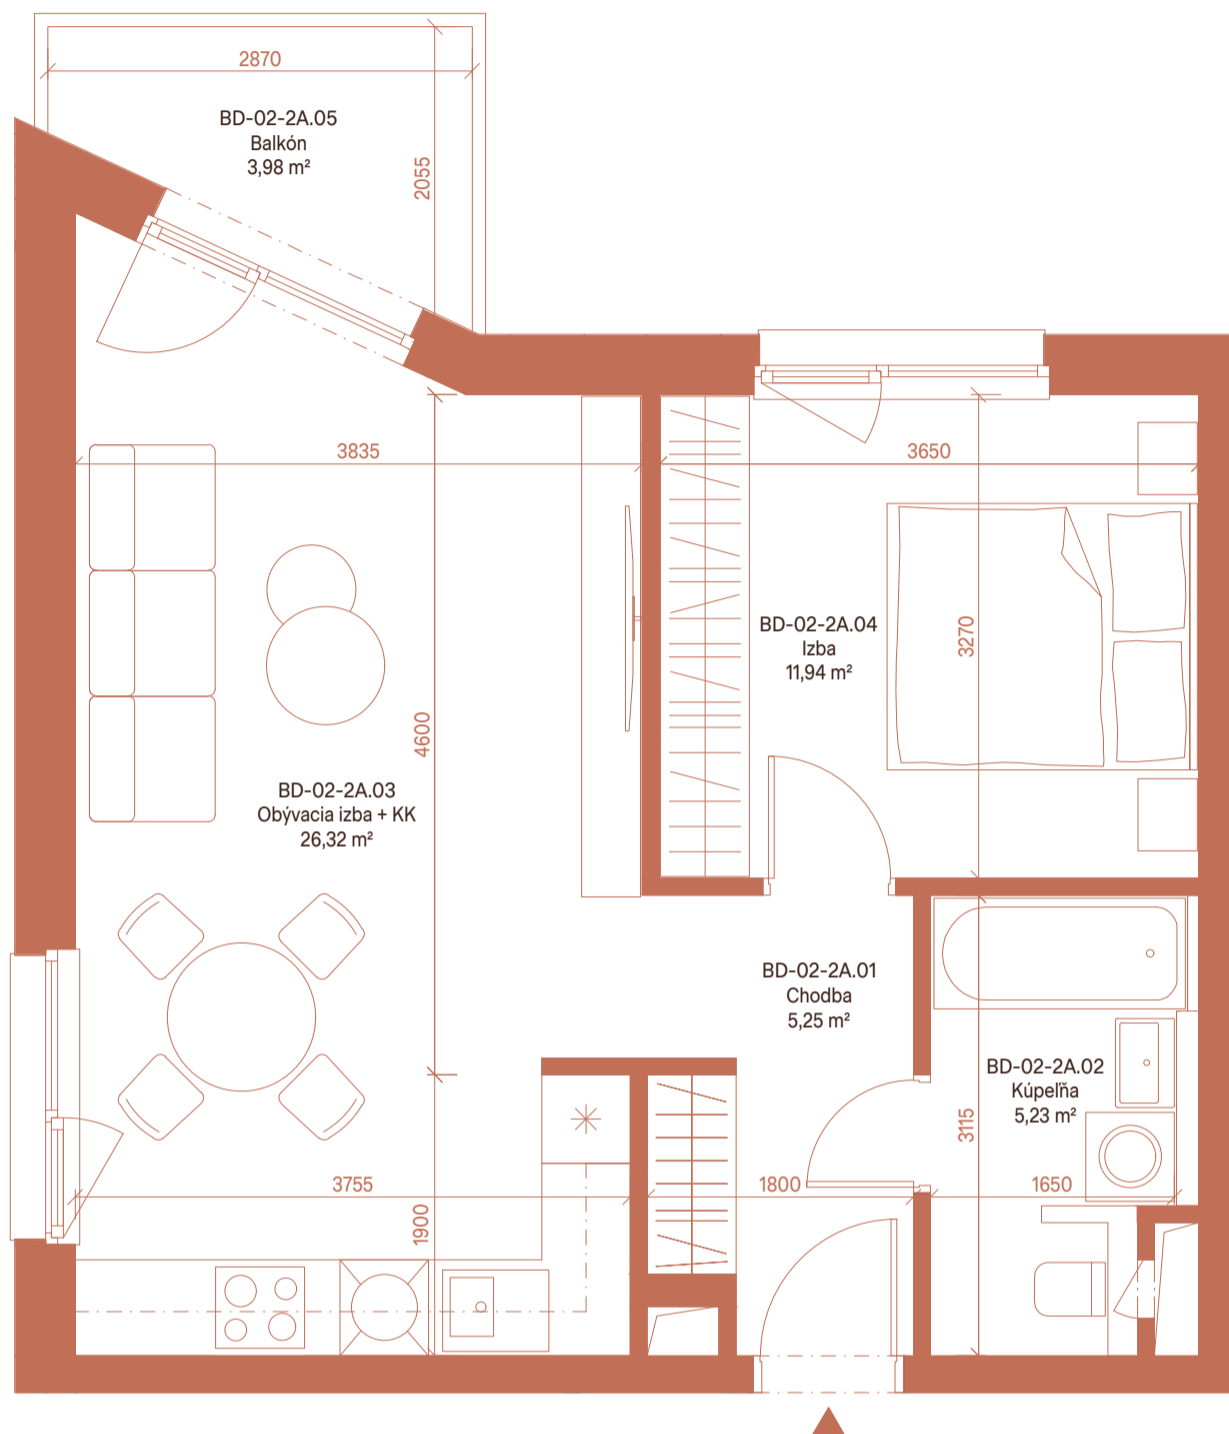 2870
BD-02-2A.05
Balkón
3,98 m²
2055
3835
3650
BD-02-2A.04
Izba
11,94 m²
3270
4600
BD-02-2A.03
Obývacia izba + KK
26,32 m²
BD-02-2A.01
Chodba
5,25 m²
BD-02-2A.02
Kúpeľňa
5,23 m²
3115
3755
1800
1650
1900